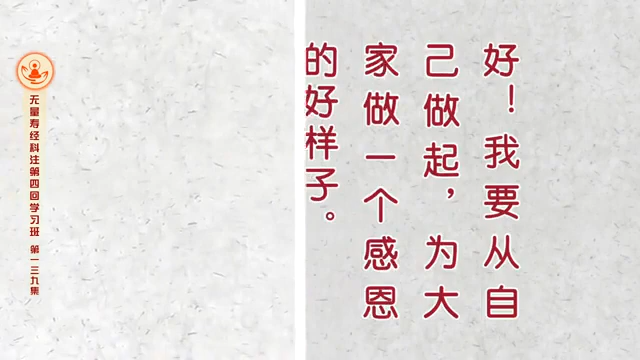 好！我要从自
己做起，为大
家做一个感恩
的好样子。
无量寿经科注第四回学习班 第一三九集